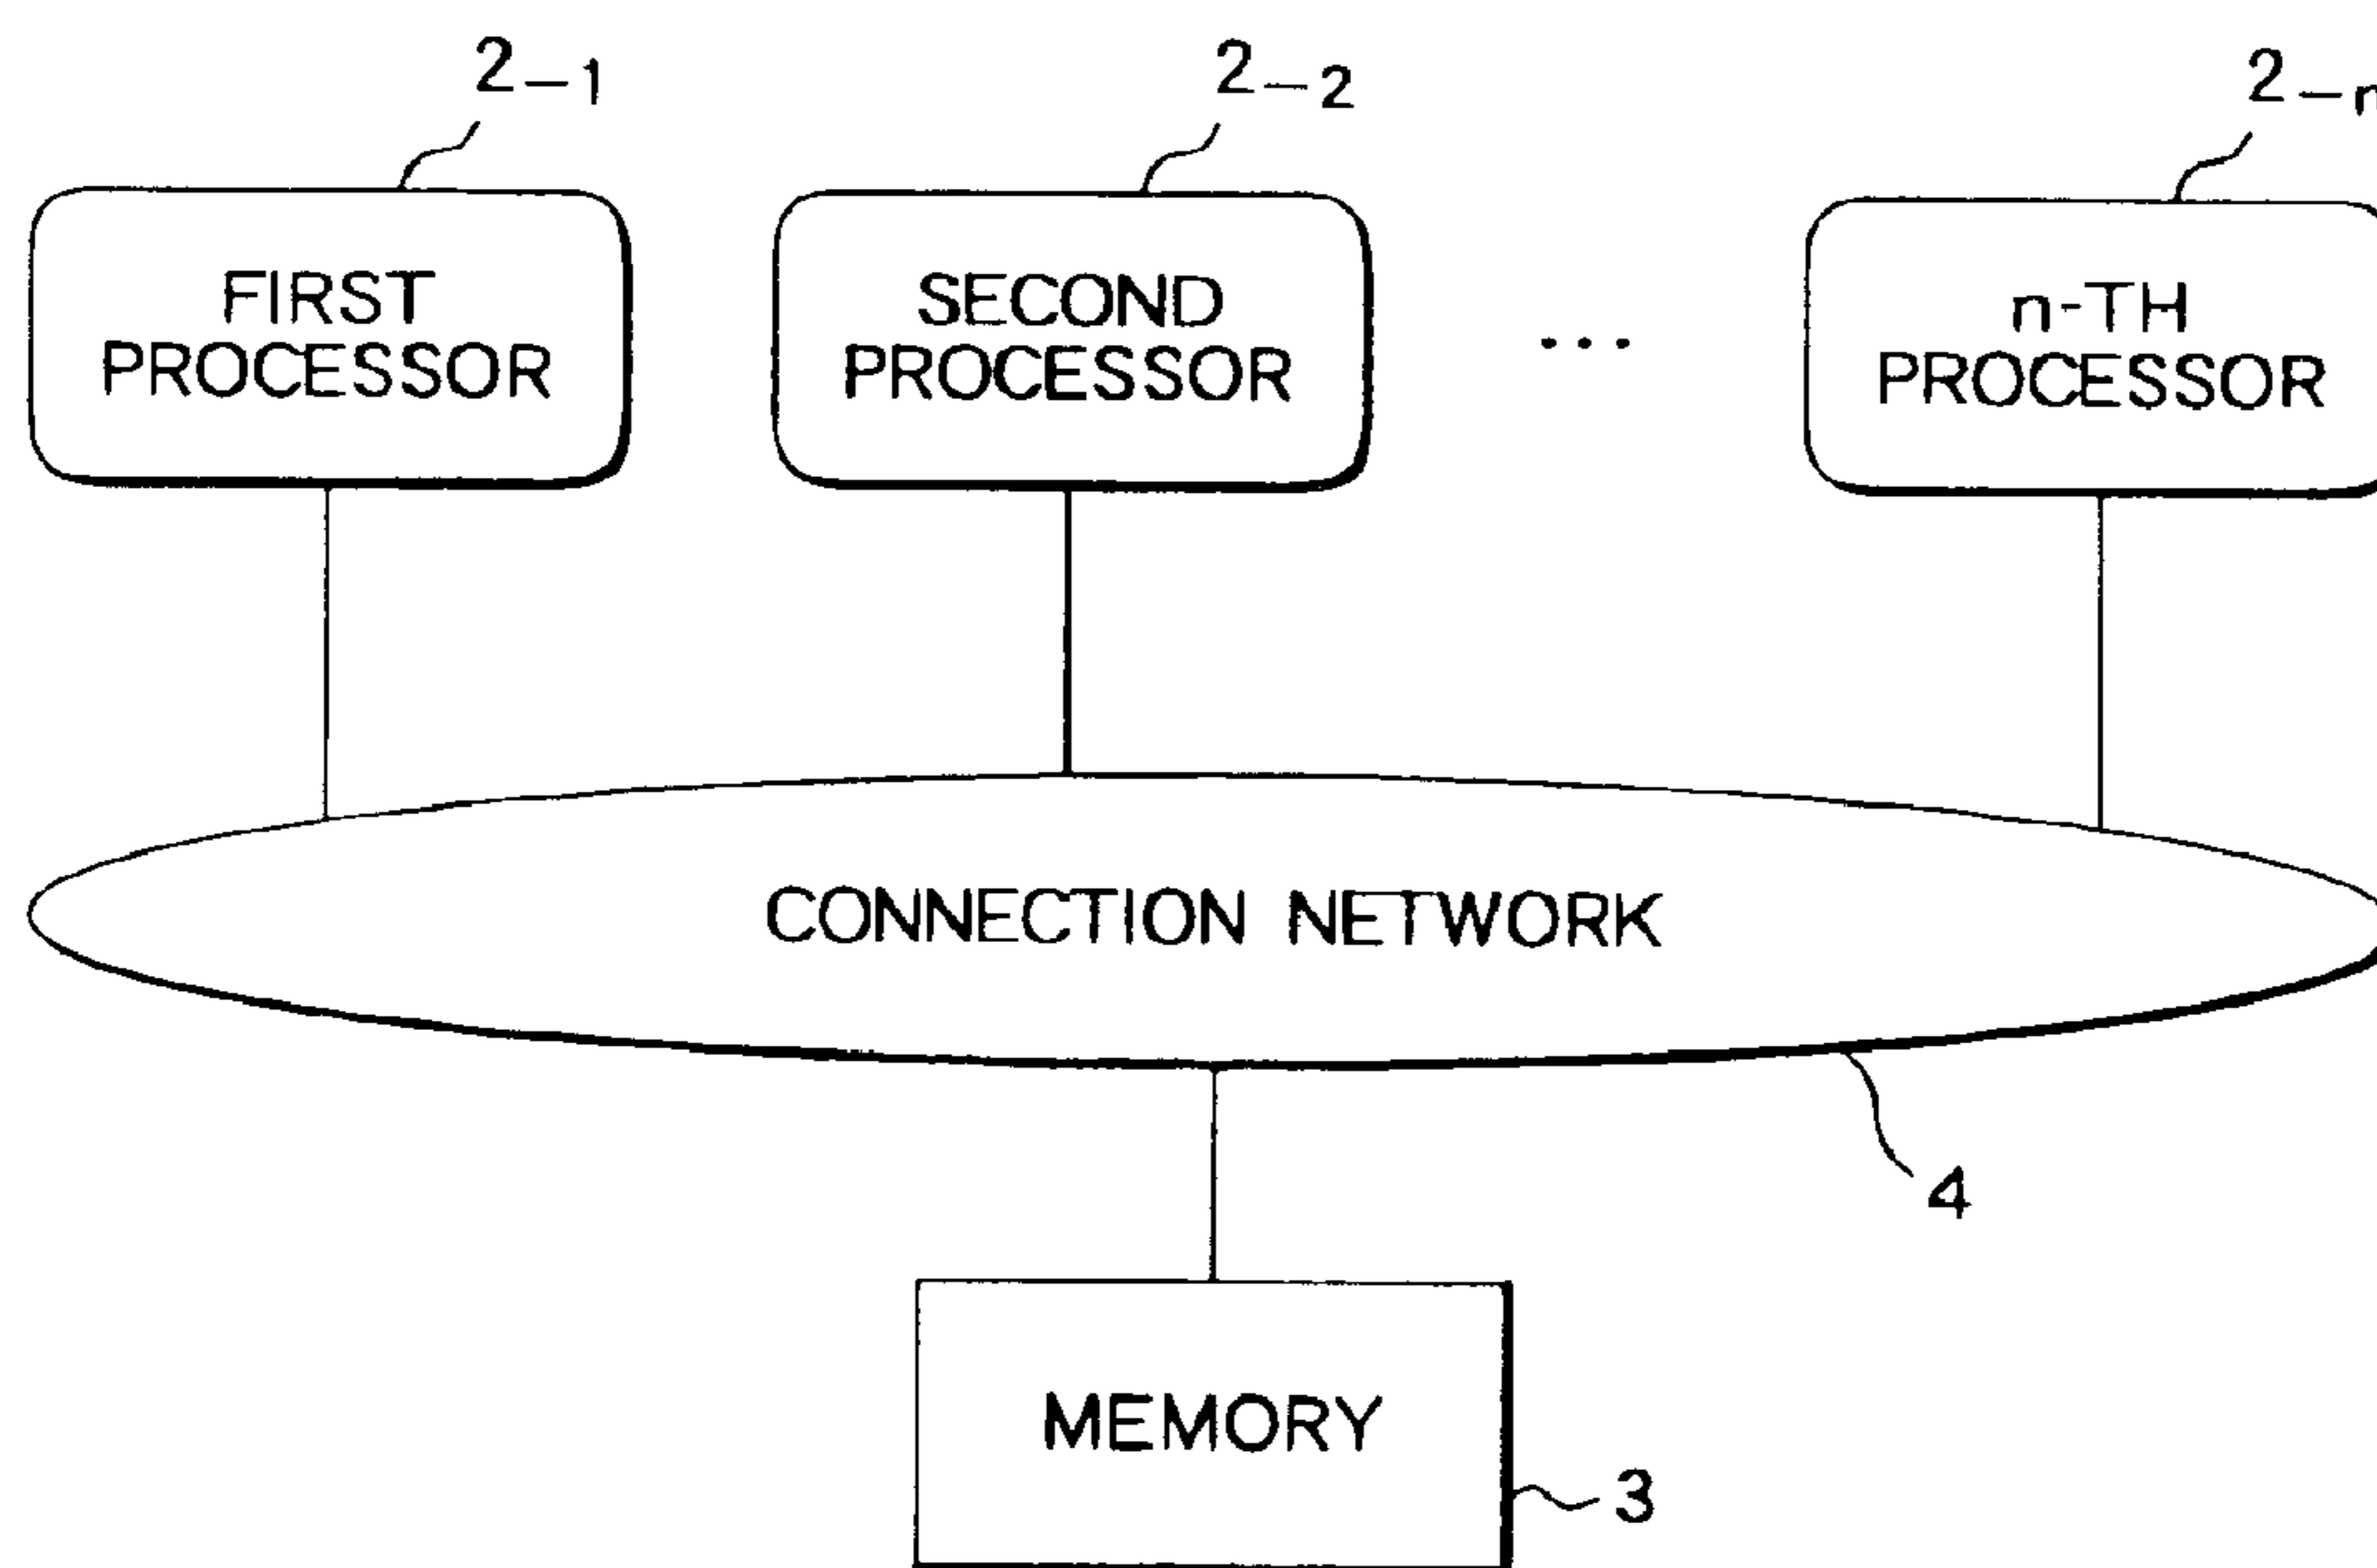 2-1
2-2
2-n
FIRST
PROCESSOR
SECOND
PROCESSOR
...
n-TH
PROCESSOR
CONNECTION NETWORK
4
MEMORY
3